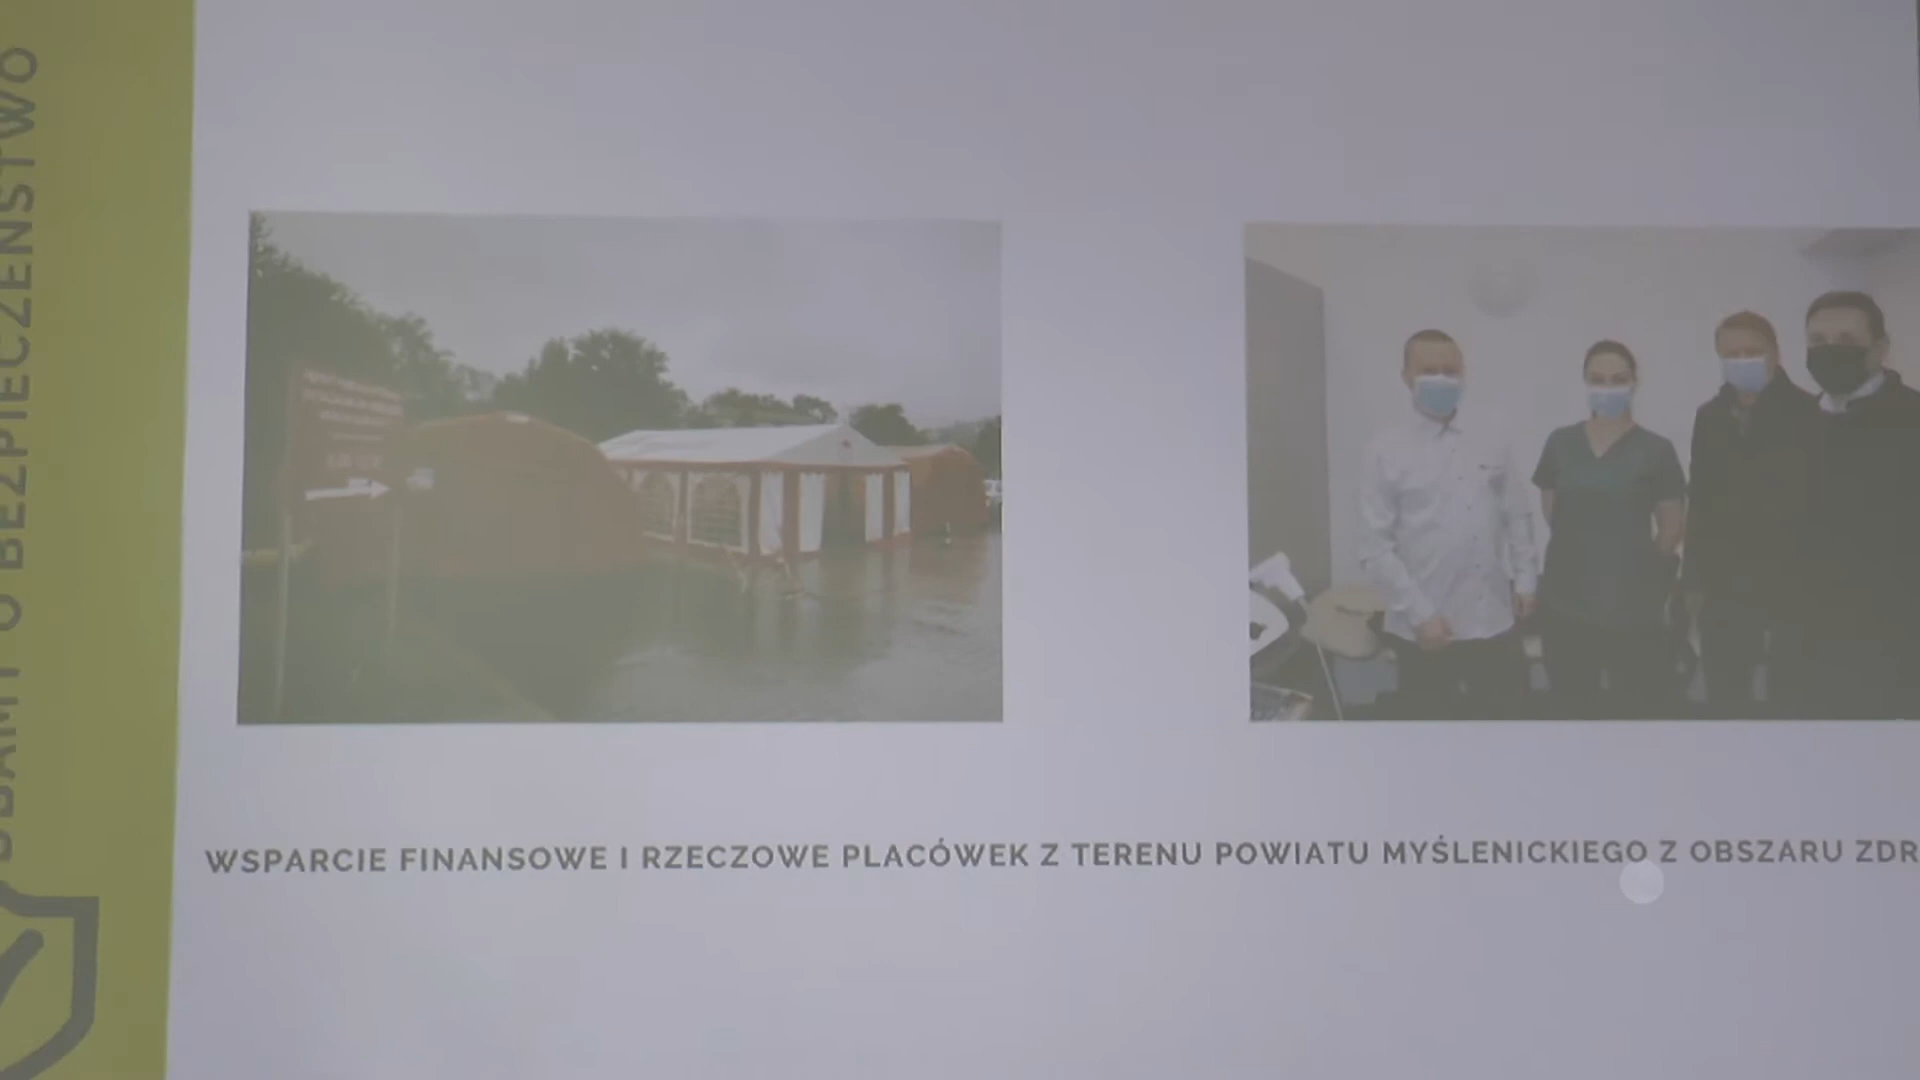 DBAMY O BEZPIECZEŃSTWO
WSPARCIE FINANSOWE I RZECZOWE PLACÓWEK Z TERENU POWIATU MYŚLENICKIEGO Z OBSZARU ZDR